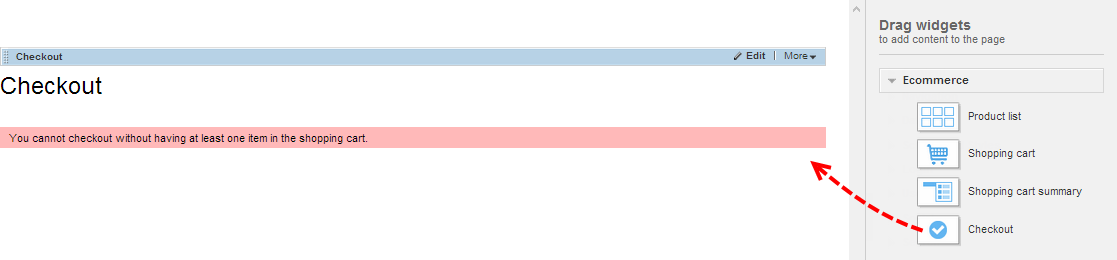 Checkout
Edit | More
Checkout
You cannot checkout without having at least one item in the shopping cart.
Drag widgets
to add content to the page
Ecommerce
Product list
Shopping cart
Shopping cart summary
Checkout